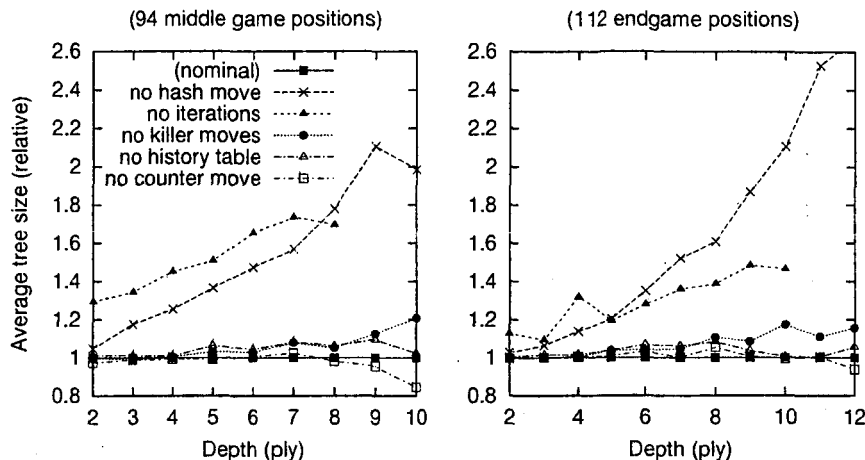 (94 middle game positions)
2.6
2.4
2.2
2
1.8
1.6
1.4
1.2
1
0.8
Average tree size (relative)
(nominal)
no hash move
no iterations
no killer moves
no history table
no counter move
2 3 4 5 6 7 8 9 10
Depth (ply)
(112 endgame positions)
2.6
2.4
2.2
2
1.8
1.6
1.4
1.2
1
0.8
2 4 6 8 10 12
Depth (ply)